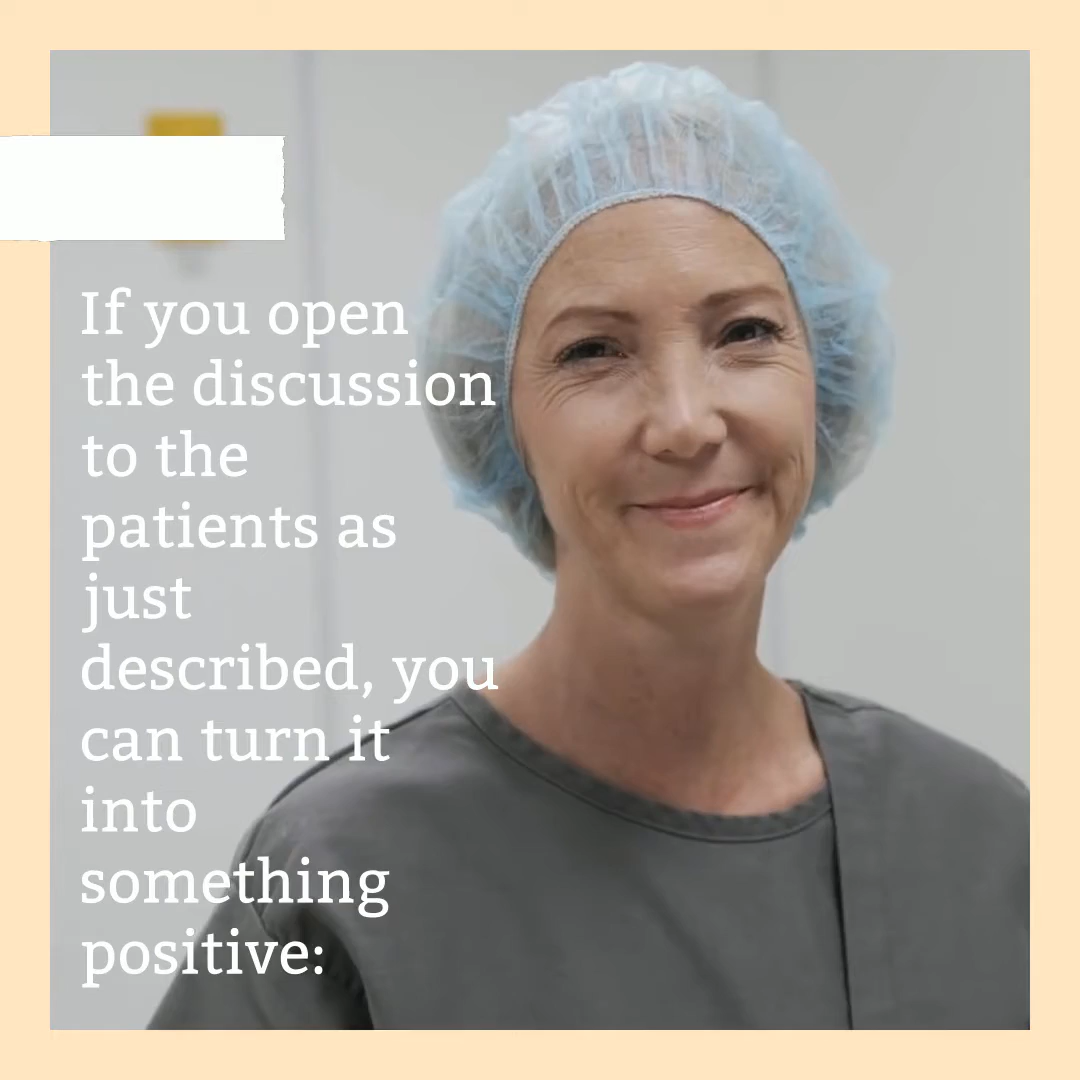 If you open
the discussion
to the
patients as
just
described, you
can turn it
into
something
positive: